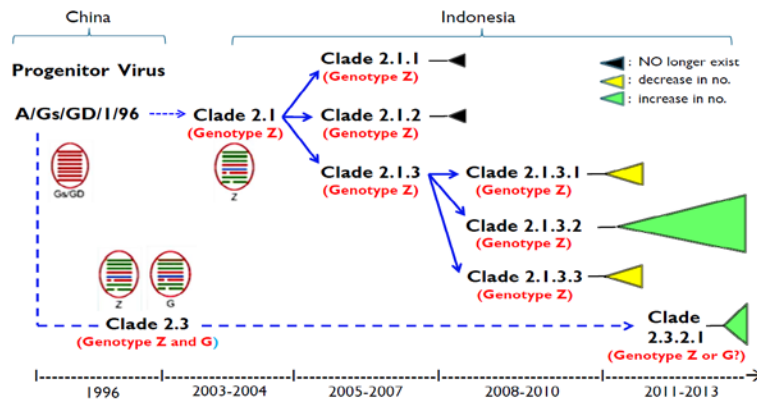 China
Indonesia
Progenitor Virus
Clade 2.1.1
(Genotype Z)
: NO longer exist
: decrease in no.
: increase in no.
A/Gs/GD/1/96
Clade 2.1
(Genotype Z)
Clade 2.1.2
(Genotype Z)
Gs/GD
Z
Clade 2.1.3
(Genotype Z)
Clade 2.1.3.1
(Genotype Z)
Clade 2.1.3.2
(Genotype Z)
Clade 2.1.3.3
(Genotype Z)
Z
G
Clade 2.3
(Genotype Z and G)
Clade
2.3.2.1
(Genotype Z or G?)
1996
2003-2004
2005-2007
2008-2010
2011-2013